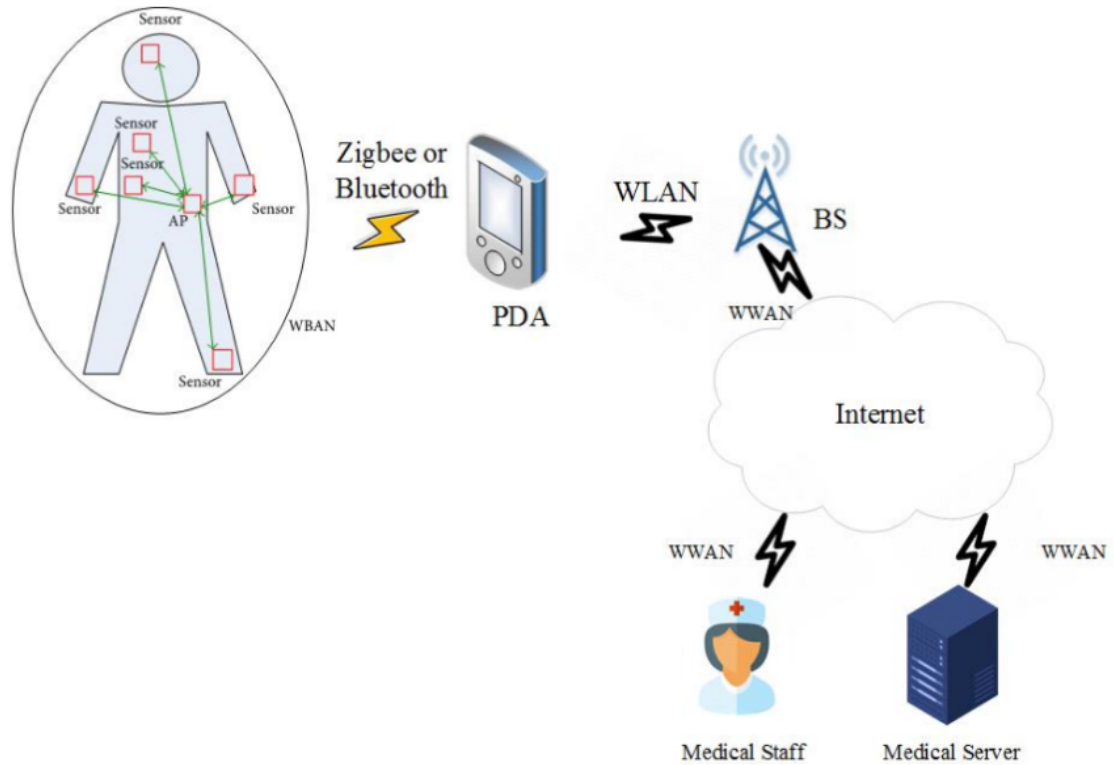 Sensor
Sensor
Sensor
Sensor
AP
Sensor
Sensor
WBAN
Zigbee or
Bluetooth
PDA
WLAN
BS
WWAN
Internet
WWAN
WWAN
Medical Staff
Medical Server